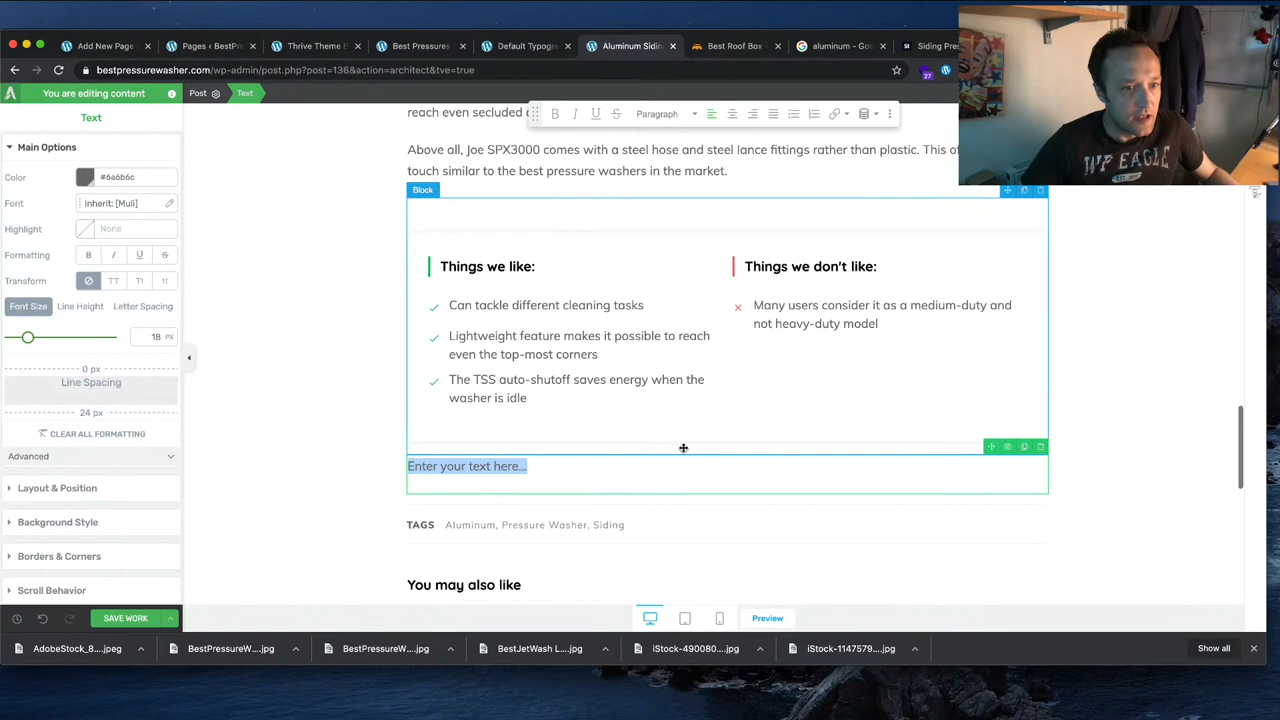 Add New Page
Pages ‹ BestPr
Thrive Theme B
Best Pressures
Default Typogr
Aluminum Sidin
Best Roof Box -
aluminum - Goo
Siding Pres
bestpressurewasher.com/wp-admin/post.php?post=136&action=architect&tve=true
27
You are editing content
Post
Text
Text
Main Options
Color
#6a6b6c
Font
Inherit: [Muli]
Highlight
None
Formatting
B I U S
Transform
TT Tt tt
Font Size
Line Height
Letter Spacing
18 PX
0 px
Line Spacing
24 px
CLEAR ALL FORMATTING
Advanced
Layout & Position
Background Style
Borders & Corners
Scroll Behavior
SAVE WORK
reach even secluded
B I U S Paragraph
Above all, Joe SPX3000 comes with a steel hose and steel lance fittings rather than plastic. This of
touch similar to the best pressure washers in the market.
Block
Things we like:
Can tackle different cleaning tasks
Lightweight feature makes it possible to reach
even the top-most corners
The TSS auto-shutoff saves energy when the
washer is idle
Things we don't like:
Many users consider it as a medium-duty and
not heavy-duty model
Enter your text here...
TAGS Aluminum, Pressure Washer, Siding
You may also like
Preview
WP EAGLE
AdobeStock_8....jpeg
BestPressureW....jpg
BestPressureW....jpg
BestJetWash L....jpg
iStock-490080....jpg
iStock-1147579....jpg
Show all